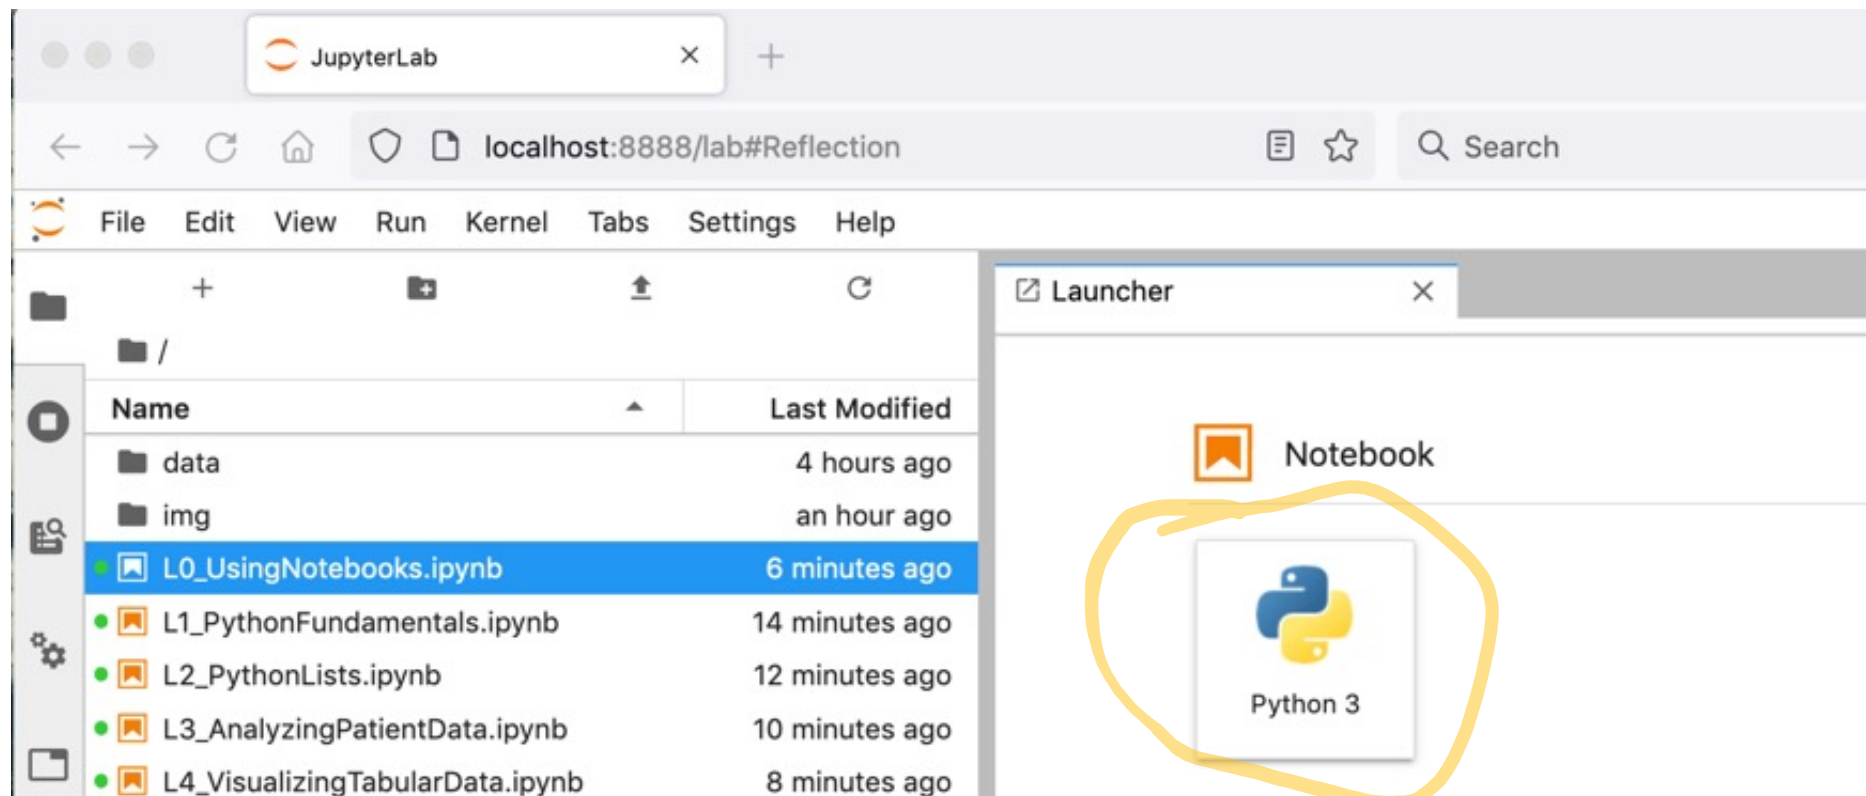 JupyterLab
localhost:8888/lab#Reflection
Search
File Edit View Run Kernel Tabs Settings Help
Launcher
/
Name Last Modified
data 4 hours ago
img an hour ago
L0_UsingNotebooks.ipynb 6 minutes ago
L1_PythonFundamentals.ipynb 14 minutes ago
L2_PythonLists.ipynb 12 minutes ago
L3_AnalyzingPatientData.ipynb 10 minutes ago
L4_VisualizingTabularData.ipynb 8 minutes ago
Notebook
Python 3